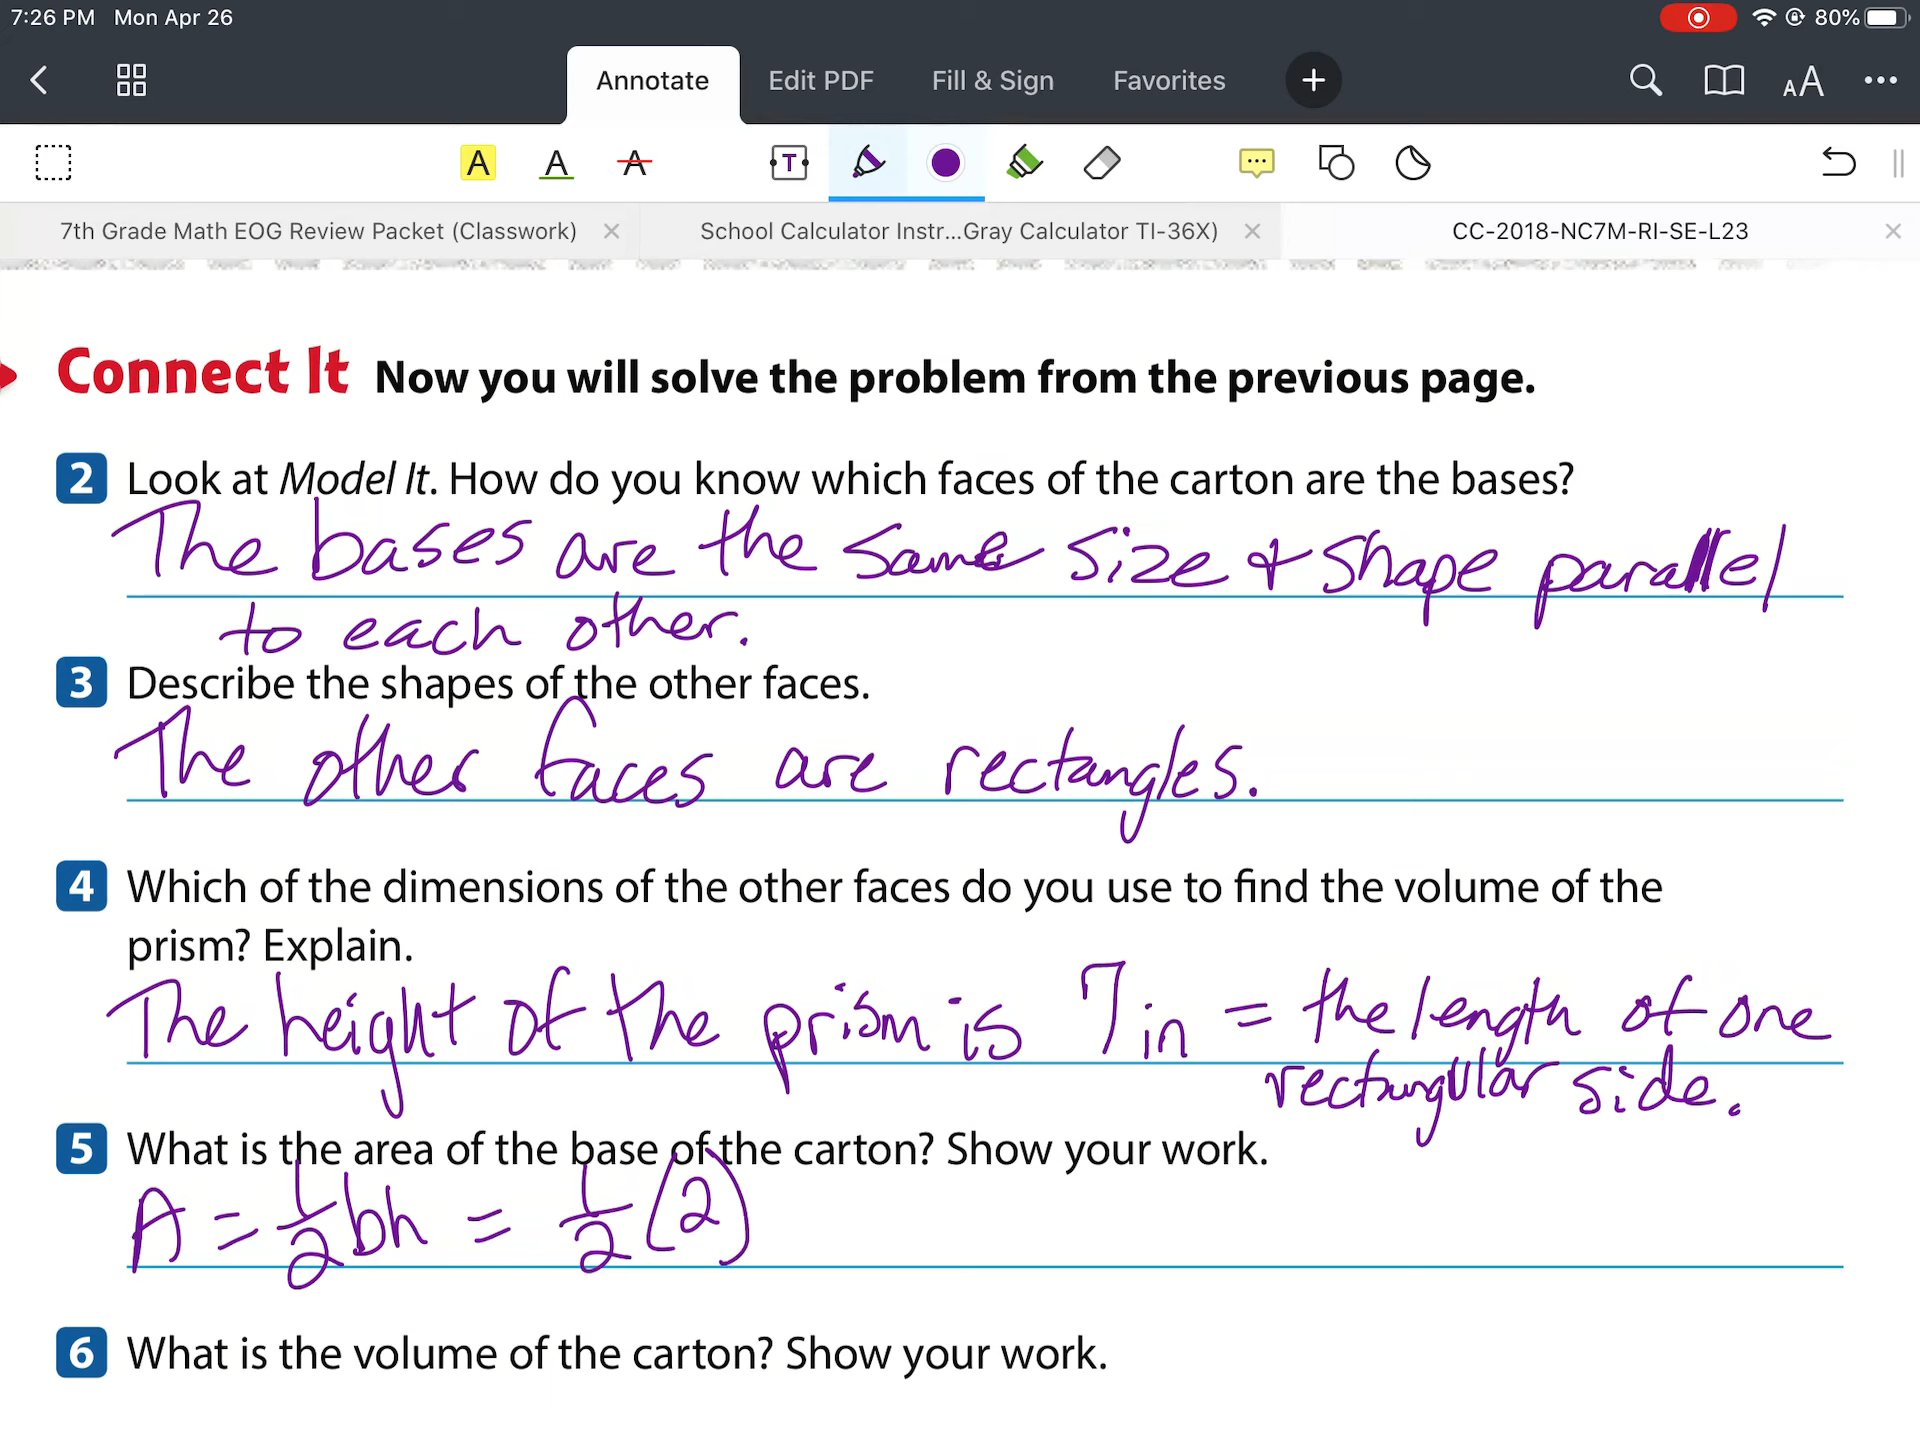 7:26 PM Mon Apr 26 80%
Annotate Edit PDF Fill & Sign Favorites +
A A A T AA
7th Grade Math EOG Review Packet (Classwork) × School Calculator Instr...Gray Calculator TI-36X) × CC-2018-NC7M-RI-SE-L23 ×
Connect It Now you will solve the problem from the previous page.
2 Look at Model It. How do you know which faces of the carton are the bases?
The bases are the same size + shape parallel
to each other.
3 Describe the shapes of the other faces.
The other faces are rectangles.
4 Which of the dimensions of the other faces do you use to find the volume of the
prism? Explain.
The height of the prism is 7 in = the length of one
rectangular side.
5 What is the area of the base of the carton? Show your work.
A = 1/2 bh = 1/2 (2)
6 What is the volume of the carton? Show your work.